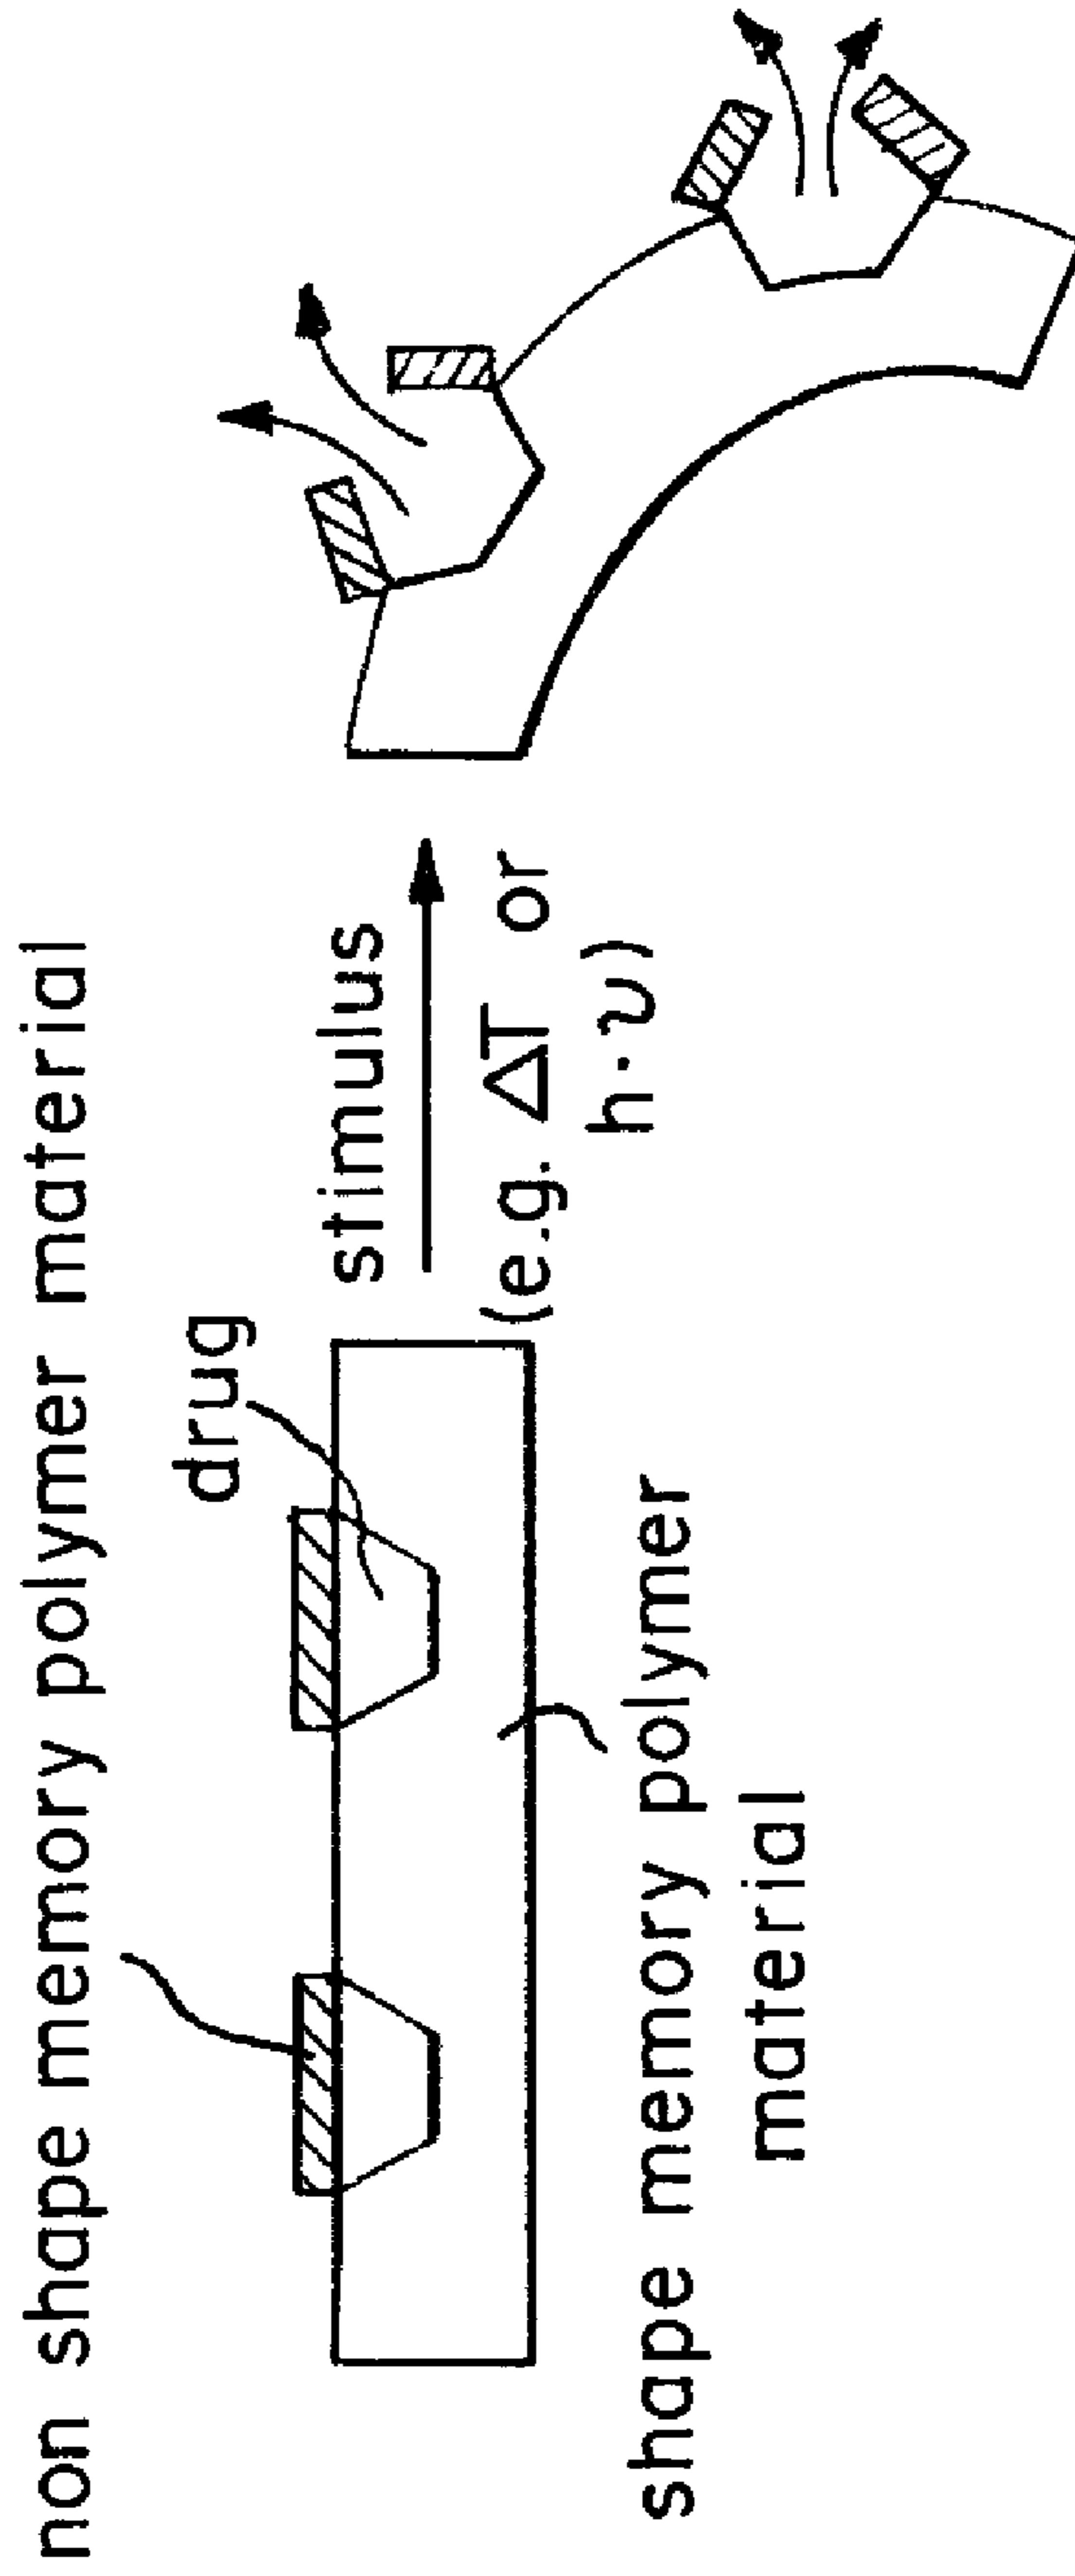 non shape memory polymer material
drug
stimulus
(e.g. ΔT or
h·υ)
shape memory polymer
material